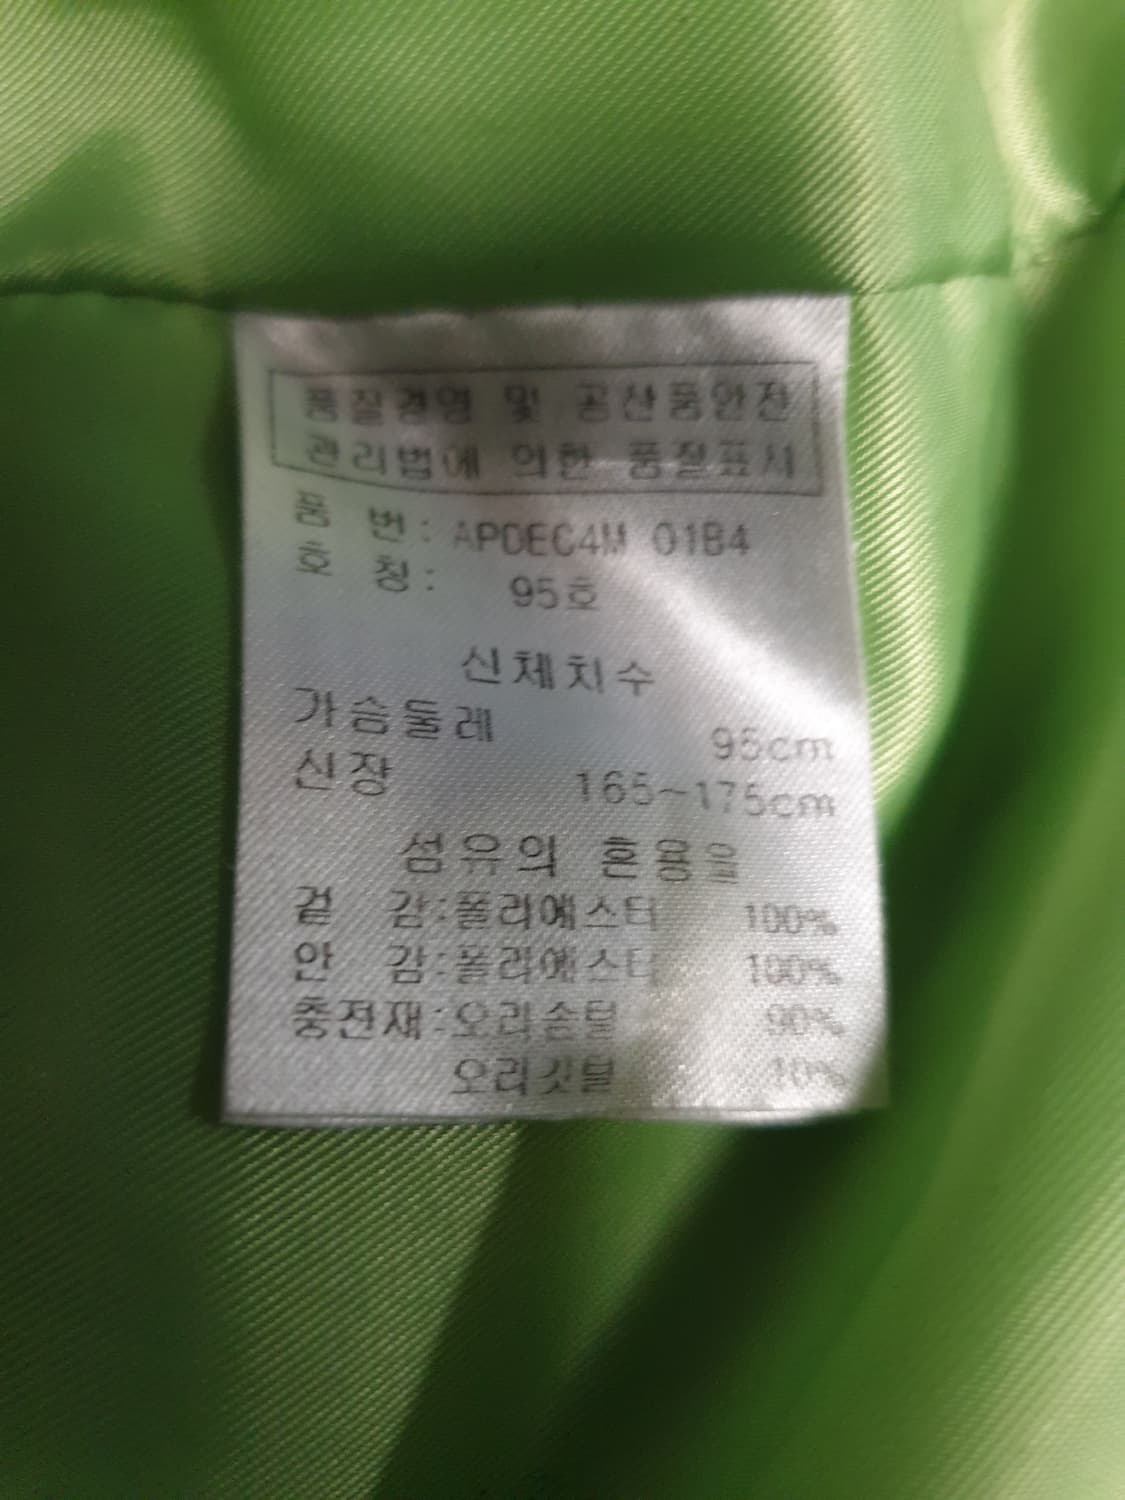 품질경영 및 공산품안전
관리법에 의한 품질표시
품 번: APDEC4M 01B4
호 칭: 95호
신체치수
가슴둘레 95cm
신장 165~175cm
섬유의 혼용율
겉 감:폴리에스터 100%
안 감:폴리에스터 100%
충전재:오리솜털 90%
오리깃털 10%